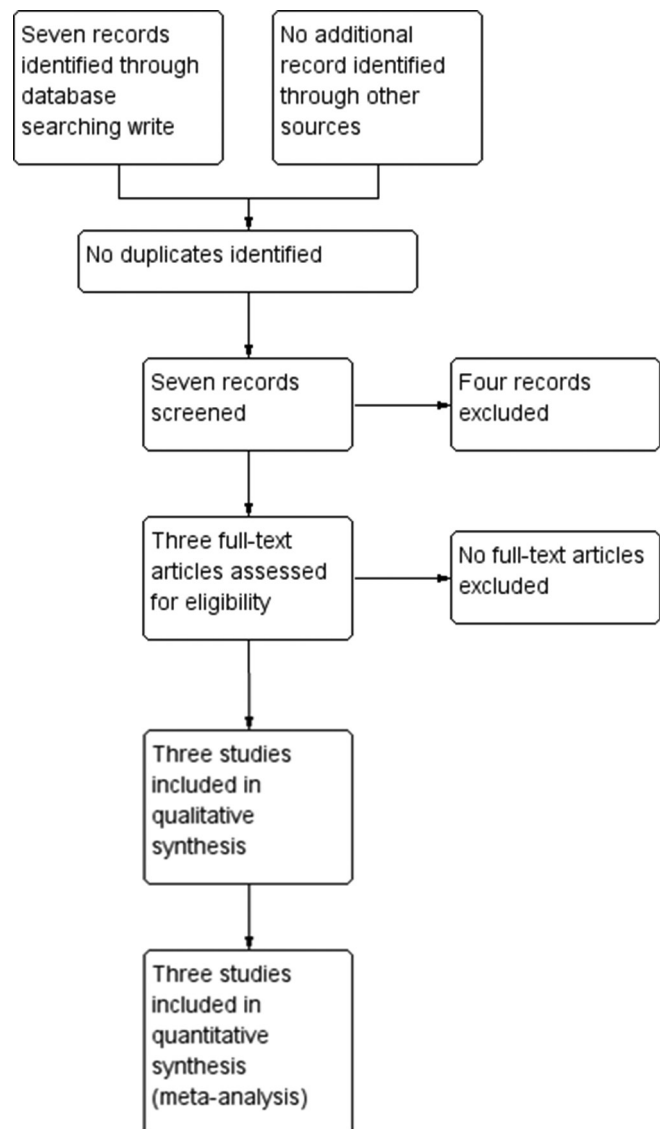 Seven records
identified through
database
searching write
No additional
record identified
through other
sources
No duplicates identified
Seven records
screened
Four records
excluded
Three full-text
articles assessed
for eligibility
No full-text articles
excluded
Three studies
included in
qualitative
synthesis
Three studies
included in
quantitative
synthesis
(meta-analysis)